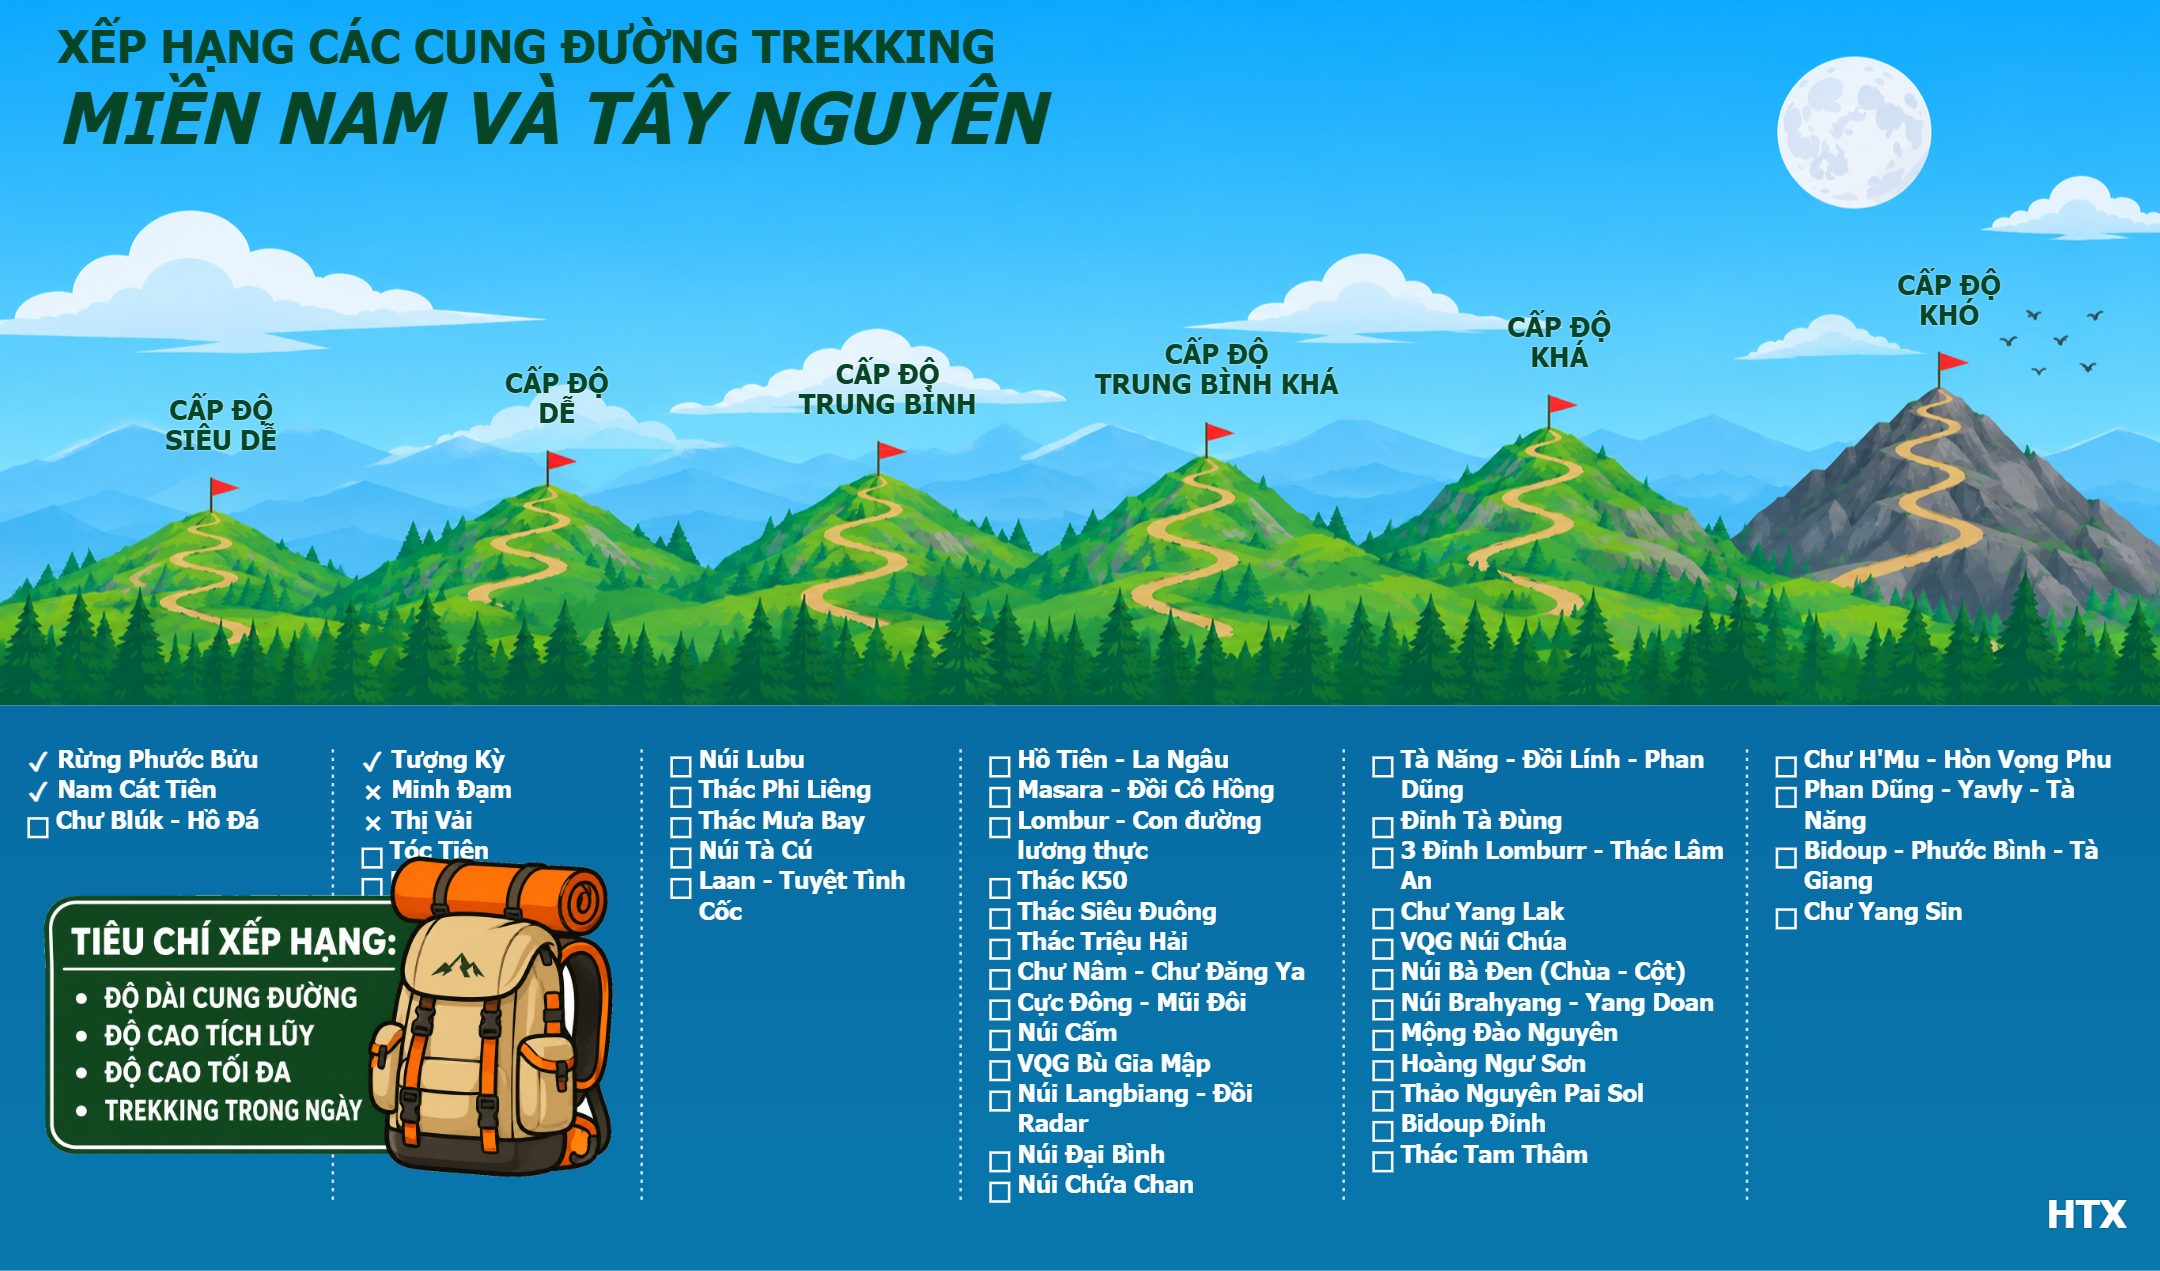 XẾP HẠNG CÁC CUNG ĐƯỜNG TREKKING
MIỀN NAM VÀ TÂY NGUYÊN
CẤP ĐỘ
SIÊU DỄ
CẤP ĐỘ
DỄ
CẤP ĐỘ
TRUNG BÌNH
CẤP ĐỘ
TRUNG BÌNH KHÁ
CẤP ĐỘ
KHÁ
CẤP ĐỘ
KHÓ
✓ Rừng Phước Bửu
✓ Nam Cát Tiên
☐ Chư Blúk - Hồ Đá
✓ Tượng Kỳ
✕ Minh Đạm
✕ Thị Vải
☐ Tóc Tiên
☐
☐ Núi Lubu
☐ Thác Phi Liêng
☐ Thác Mưa Bay
☐ Núi Tà Cú
☐ Laan - Tuyệt Tình
Cốc
☐ Hồ Tiên - La Ngâu
☐ Masara - Đồi Cô Hồng
☐ Lombur - Con đường
lương thực
☐ Thác K50
☐ Thác Siêu Đuông
☐ Thác Triệu Hải
☐ Chư Nâm - Chư Đăng Ya
☐ Cực Đông - Mũi Đôi
☐ Núi Cấm
☐ VQG Bù Gia Mập
☐ Núi Langbiang - Đồi
Radar
☐ Núi Đại Bình
☐ Núi Chứa Chan
☐ Tà Năng - Đồi Lính - Phan
Dũng
☐ Đỉnh Tà Đùng
☐ 3 Đỉnh Lomburr - Thác Lâm
An
☐ Chư Yang Lak
☐ VQG Núi Chúa
☐ Núi Bà Đen (Chùa - Cột)
☐ Núi Brahyang - Yang Doan
☐ Mộng Đào Nguyên
☐ Hoàng Ngư Sơn
☐ Thảo Nguyên Pai Sol
☐ Bidoup Đỉnh
☐ Thác Tam Thâm
☐ Chư H'Mu - Hòn Vọng Phu
☐ Phan Dũng - Yavly - Tà
Năng
☐ Bidoup - Phước Bình - Tà
Giang
☐ Chư Yang Sin
TIÊU CHÍ XẾP HẠNG:
• ĐỘ DÀI CUNG ĐƯỜNG
• ĐỘ CAO TÍCH LŨY
• ĐỘ CAO TỐI ĐA
• TREKKING TRONG NGÀY
HTX